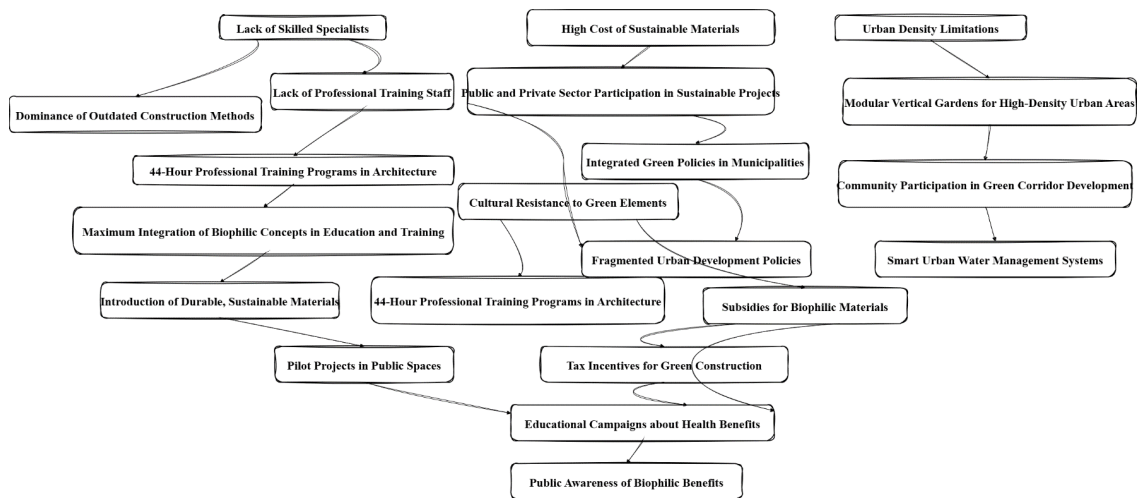 Lack of Skilled Specialists
High Cost of Sustainable Materials
Urban Density Limitations
Lack of Professional Training Staff
Public and Private Sector Participation in Sustainable Projects
Modular Vertical Gardens for High-Density Urban Areas
Dominance of Outdated Construction Methods
Integrated Green Policies in Municipalities
44-Hour Professional Training Programs in Architecture
Community Participation in Green Corridor Development
Cultural Resistance to Green Elements
Maximum Integration of Biophilic Concepts in Education and Training
Fragmented Urban Development Policies
Smart Urban Water Management Systems
Introduction of Durable, Sustainable Materials
44-Hour Professional Training Programs in Architecture
Subsidies for Biophilic Materials
Pilot Projects in Public Spaces
Tax Incentives for Green Construction
Educational Campaigns about Health Benefits
Public Awareness of Biophilic Benefits